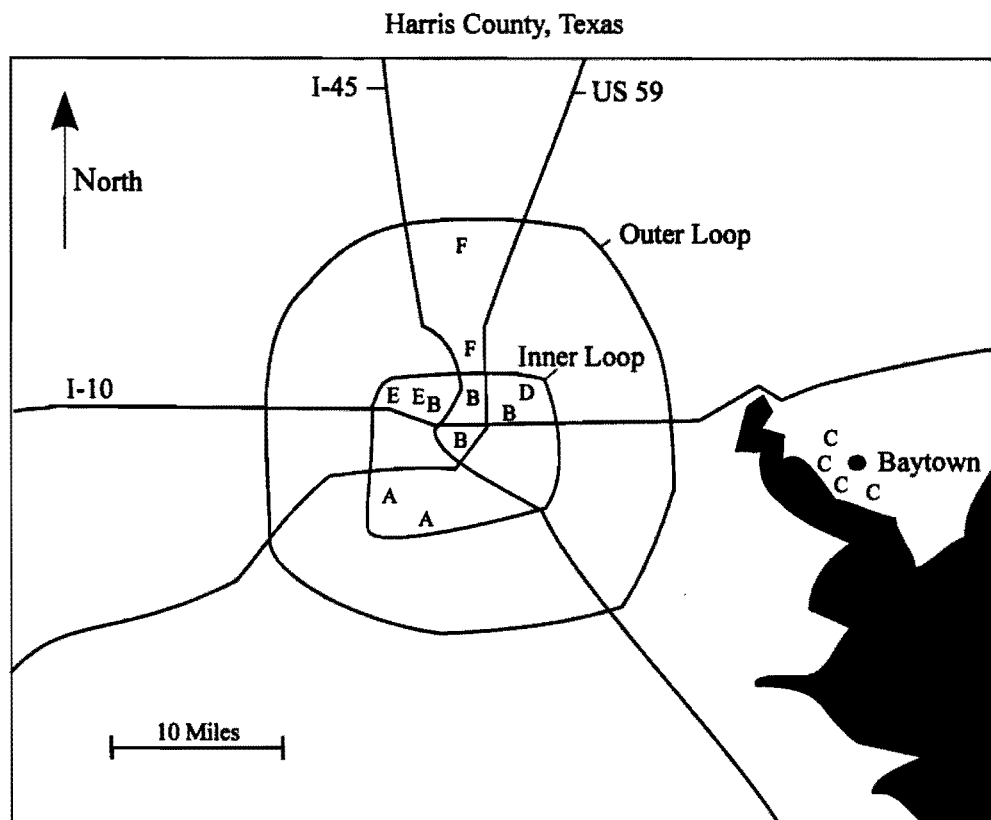 Harris County, Texas
I-45
US 59
North
Outer Loop
F
F
Inner Loop
I-10
E
E
B
B
D
B
B
C
C
Baytown
C
C
A
A
10 Miles